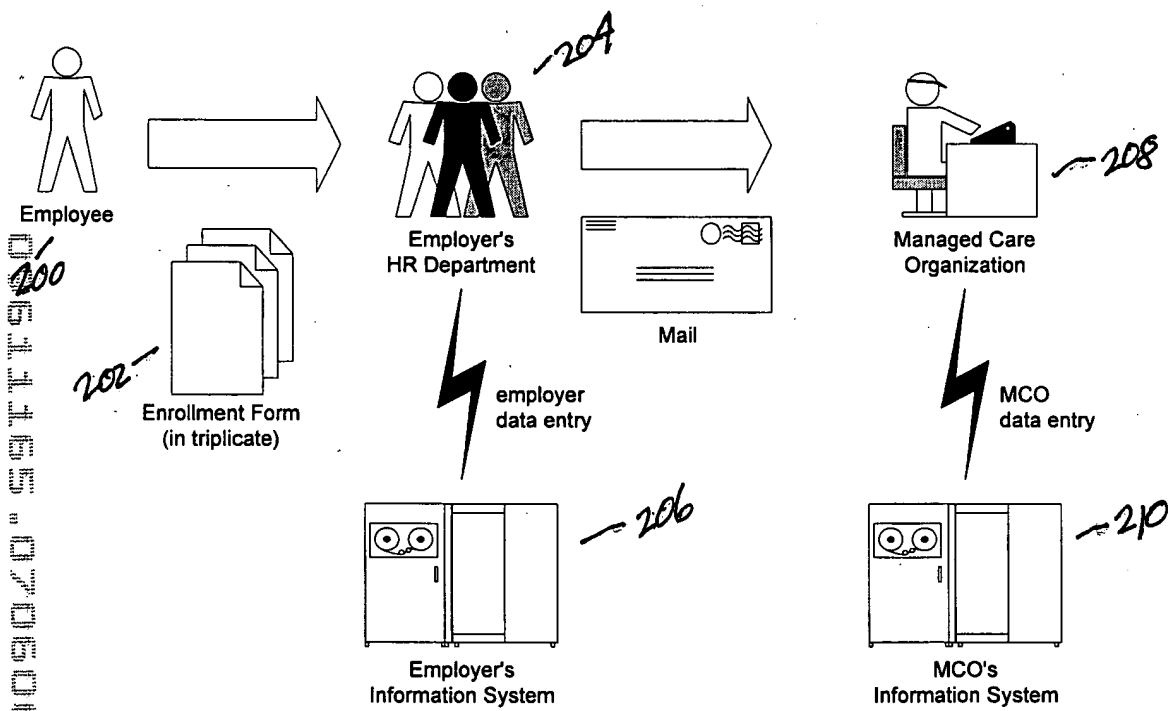 204
208
Employee
200
Employer's
HR Department
Managed Care
Organization
Mail
202
Enrollment Form
(in triplicate)
employer
data entry
MCO
data entry
206
210
Employer's
Information System
MCO's
Information System